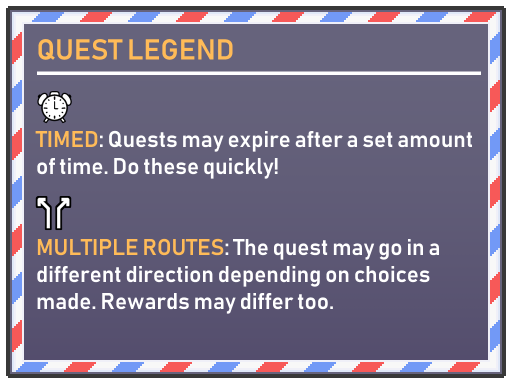 QUEST LEGEND
TIMED: Quests may expire after a set amount
of time. Do these quickly!
MULTIPLE ROUTES: The quest may go in a
different direction depending on choices
made. Rewards may differ too.